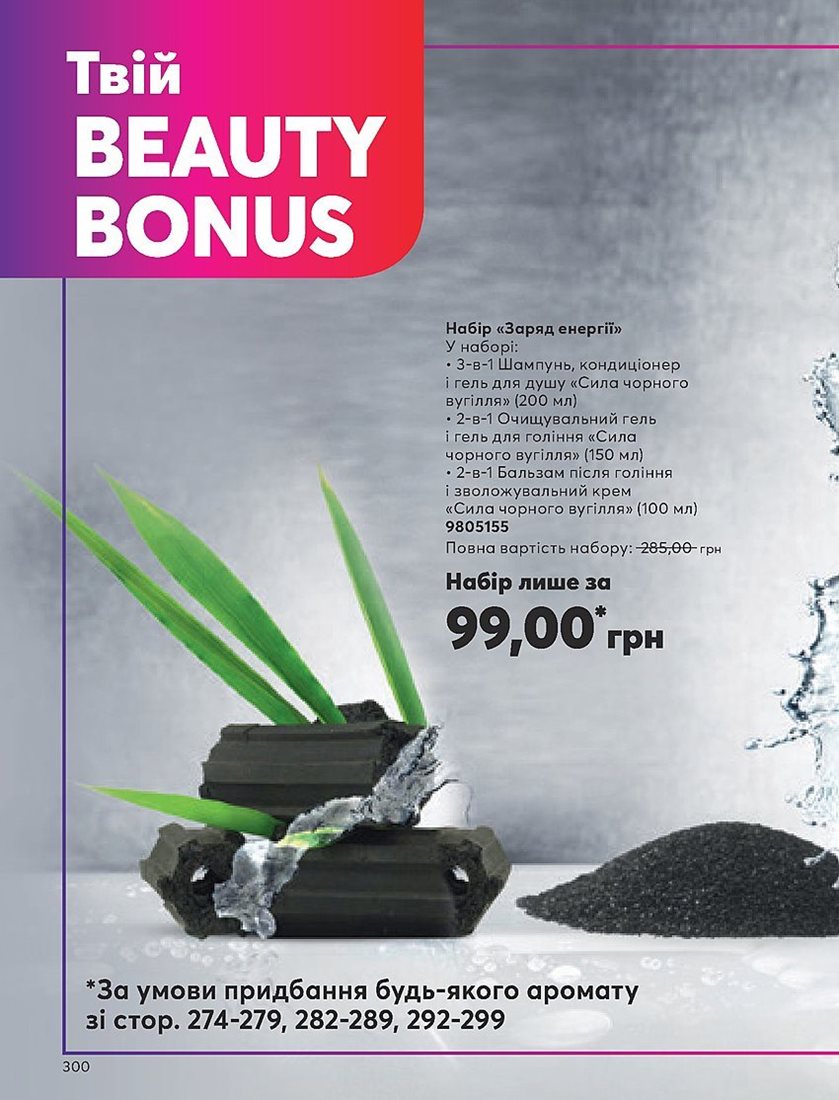 Твій
BEAUTY
BONUS
Набір «Заряд енергії»
У наборі:
• 3-в-1 Шампунь, кондиціонер
і гель для душу «Сила чорного
вугілля» (200 мл)
• 2-в-1 Очищувальний гель
і гель для гоління «Сила
чорного вугілля» (150 мл)
• 2-в-1 Бальзам після гоління
і зволожувальний крем
«Сила чорного вугілля» (100 мл)
9805155
Повна вартість набору: 285,00 грн
Набір лише за
99,00* грн
*За умови придбання будь-якого аромату
зі стор. 274-279, 282-289, 292-299
300